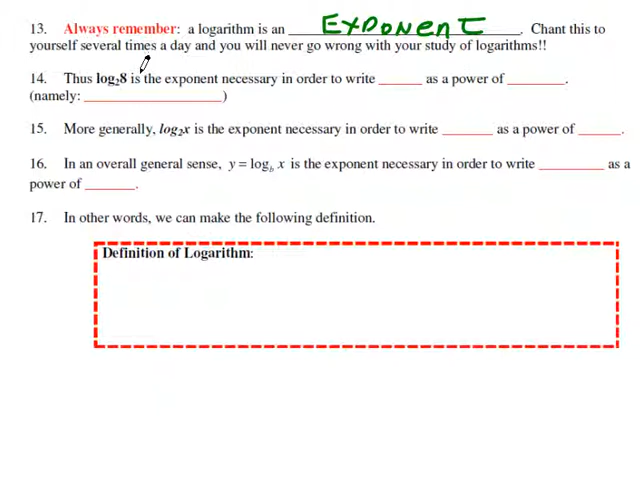 13. Always remember: a logarithm is an EXPONENT. Chant this to
yourself several times a day and you will never go wrong with your study of logarithms!!
14. Thus log₂8 is the exponent necessary in order to write ______ as a power of ________.
(namely: ___________________)
15. More generally, log₂x is the exponent necessary in order to write _______ as a power of ______.
16. In an overall general sense, y = log_b x is the exponent necessary in order to write _________ as a
power of _______.
17. In other words, we can make the following definition.
Definition of Logarithm: